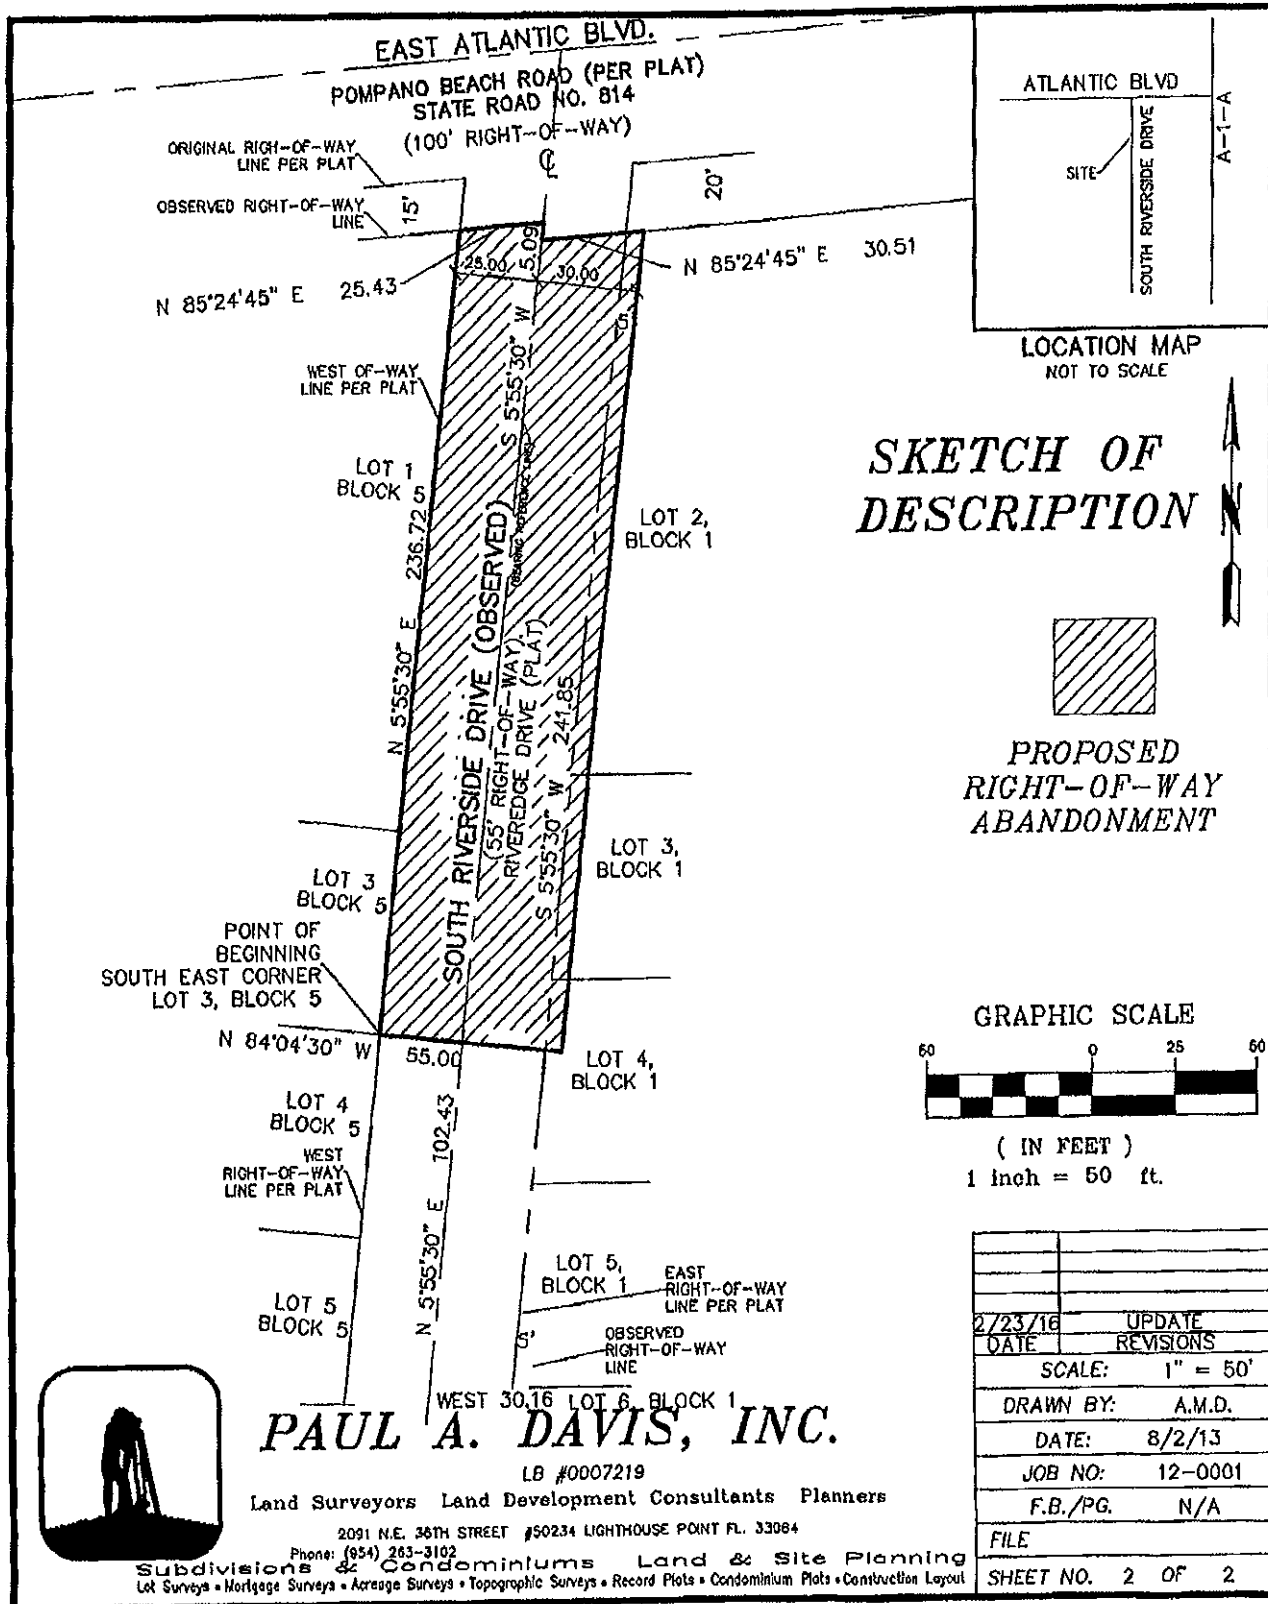 EAST ATLANTIC BLVD.
POMPANO BEACH ROAD (PER PLAT)
STATE ROAD NO. 814
(100' RIGHT-OF-WAY)
ORIGINAL RIGH-OF-WAY
LINE PER PLAT
OBSERVED RIGHT-OF-WAY
LINE
15'
20'
N 85°24'45" E 25.43
N 85°24'45" E 30.51
25.00
5.09
30.00
5'
S 5°55'30" W
WEST OF-WAY
LINE PER PLAT
LOT 1
BLOCK 5
N 5°55'30" E 236.72
SOUTH RIVERSIDE DRIVE (OBSERVED)
(55' RIGHT-OF-WAY)
RIVEREDGE DRIVE (PLAT)
S 5°55'30" W 241.85
LOT 2,
BLOCK 1
LOT 3,
BLOCK 1
LOT 3
BLOCK 5
POINT OF
BEGINNING
SOUTH EAST CORNER
LOT 3, BLOCK 5
N 84°04'30" W
55.00
LOT 4,
BLOCK 1
LOT 4
BLOCK 5
WEST
RIGHT-OF-WAY
LINE PER PLAT
N 5°55'30" E 102.43
LOT 5
BLOCK 5
LOT 5,
BLOCK 1
EAST
RIGHT-OF-WAY
LINE PER PLAT
5'
OBSERVED
RIGHT-OF-WAY
LINE
WEST 30.16 LOT 6, BLOCK 1
ATLANTIC BLVD
SITE
SOUTH RIVERSIDE DRIVE
A-1-A
LOCATION MAP
NOT TO SCALE
SKETCH OF
DESCRIPTION
N
PROPOSED
RIGHT-OF-WAY
ABANDONMENT
GRAPHIC SCALE
50 0 25 50
( IN FEET )
1 inch = 50 ft.
2/23/16 UPDATE
DATE REVISIONS
SCALE: 1" = 50'
DRAWN BY: A.M.D.
DATE: 8/2/13
JOB NO: 12-0001
F.B./PG. N/A
FILE
SHEET NO. 2 OF 2
PAUL A. DAVIS, INC.
LB #0007219
Land Surveyors Land Development Consultants Planners
2091 N.E. 36TH STREET #50234 LIGHTHOUSE POINT FL. 33064
Phone: (954) 263-3102
Subdivisions & Condominiums Land & Site Planning
Lot Surveys • Mortgage Surveys • Acreage Surveys • Topographic Surveys • Record Plots • Condominium Plats • Construction Layout